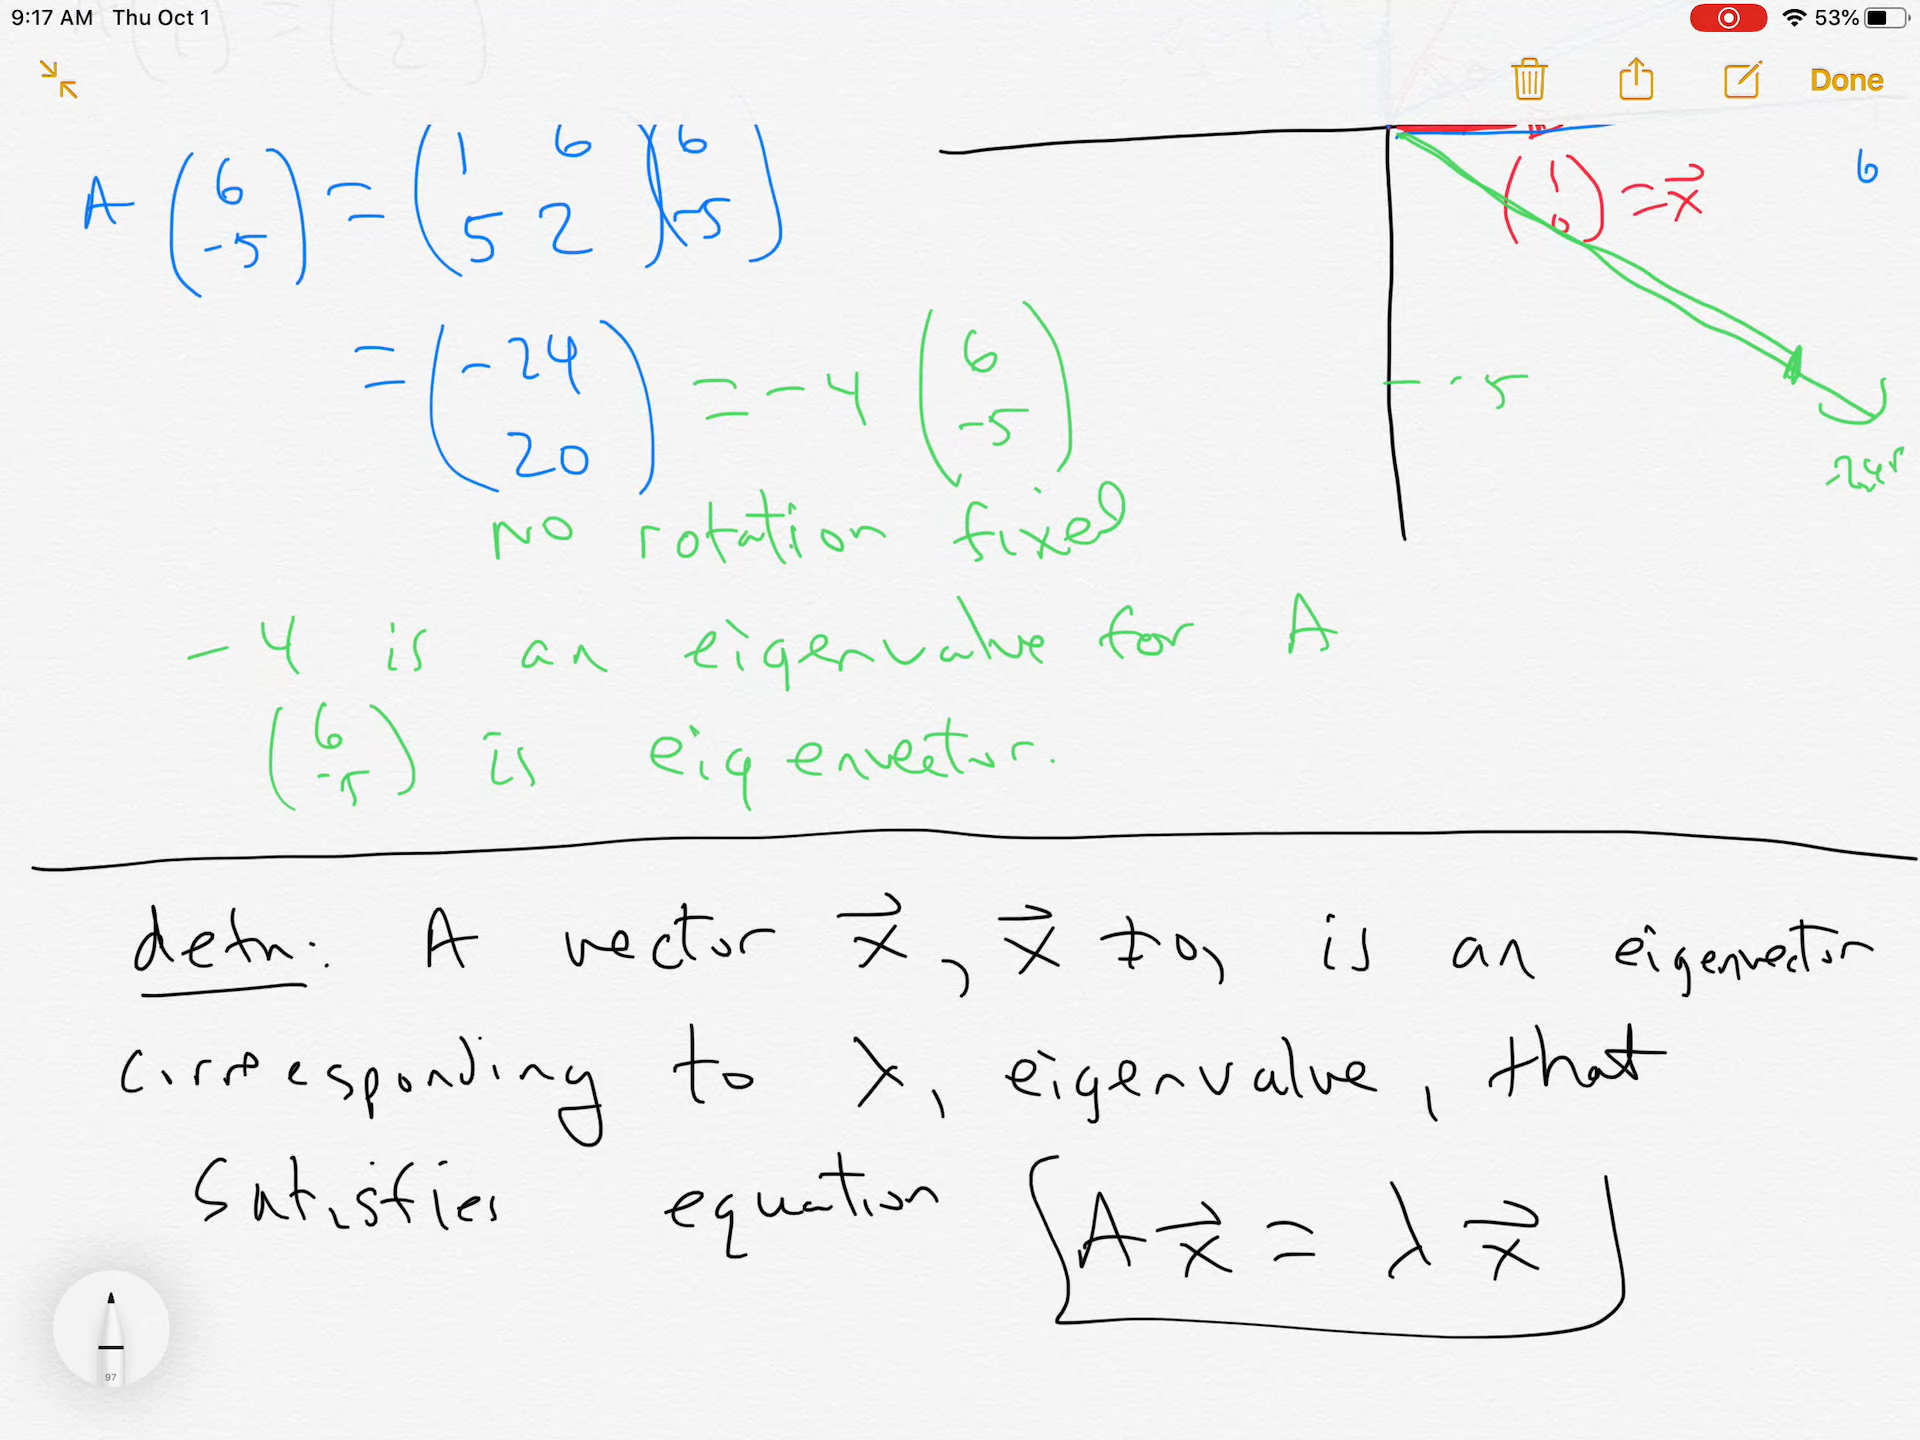 9:17 AM Thu Oct 1
53%
Done
A (6 -5) = (1 6 5 2)(6 -5)
(1 0) = x⃗
6
= (-24 20) = -4 (6 -5)
-5
No rotation fixed
-4 is an eigenvalue for A
(6 -5) is eigenvector.
defn: A vector x⃗, x⃗ ≠ 0, is an eigenvector
corresponding to λ, eigenvalue, that
satisfies equation Ax⃗ = λx⃗
97